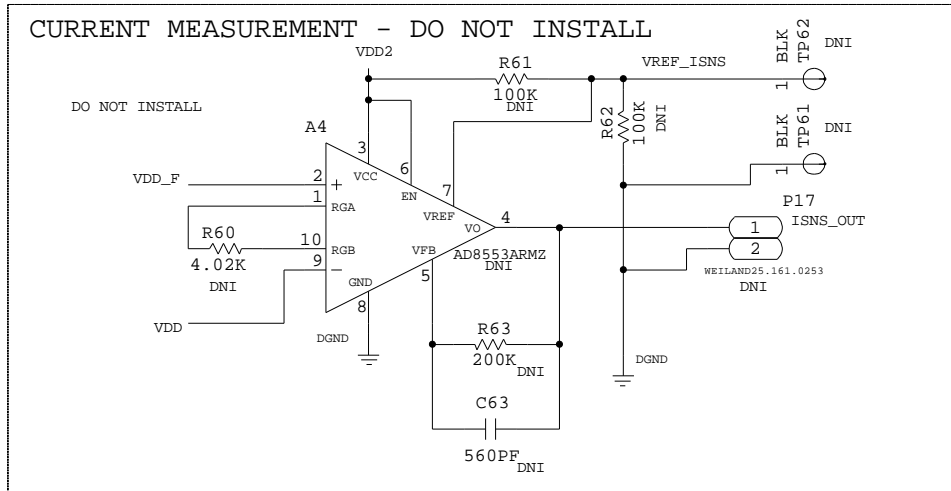 CURRENT MEASUREMENT - DO NOT INSTALL
VDD2
R61
100K
DNI
VREF_ISNS
1 BLK
TP62
DNI
DO NOT INSTALL
R62
100K
DNI
1 BLK
TP61
DNI
A4
3
VCC
6
EN
7
VREF
VDD_F
2
+
1
RGA
R60
4.02K
DNI
10
RGB
9
-
VDD
4
VO
AD8553ARMZ
DNI
VFB
5
GND
8
DGND
P17
ISNS_OUT
1
2
WEILAND25.161.0253
DNI
R63
200K
DNI
DGND
C63
560PF
DNI